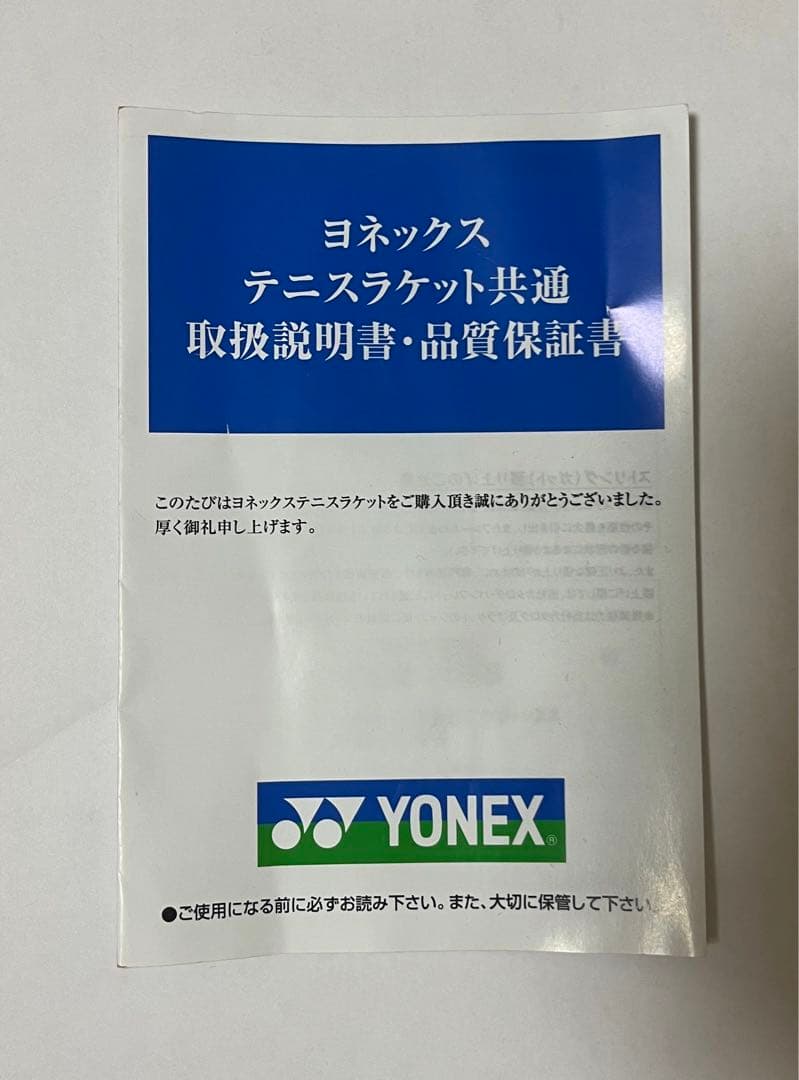 ヨネックス
テニスラケット共通
取扱説明書・品質保証書
このたびはヨネックステニスラケットをご購入頂き誠にありがとうございました。
厚く御礼申し上げます。
YONEX®
●ご使用になる前に必ずお読み下さい。また、大切に保管して下さい。